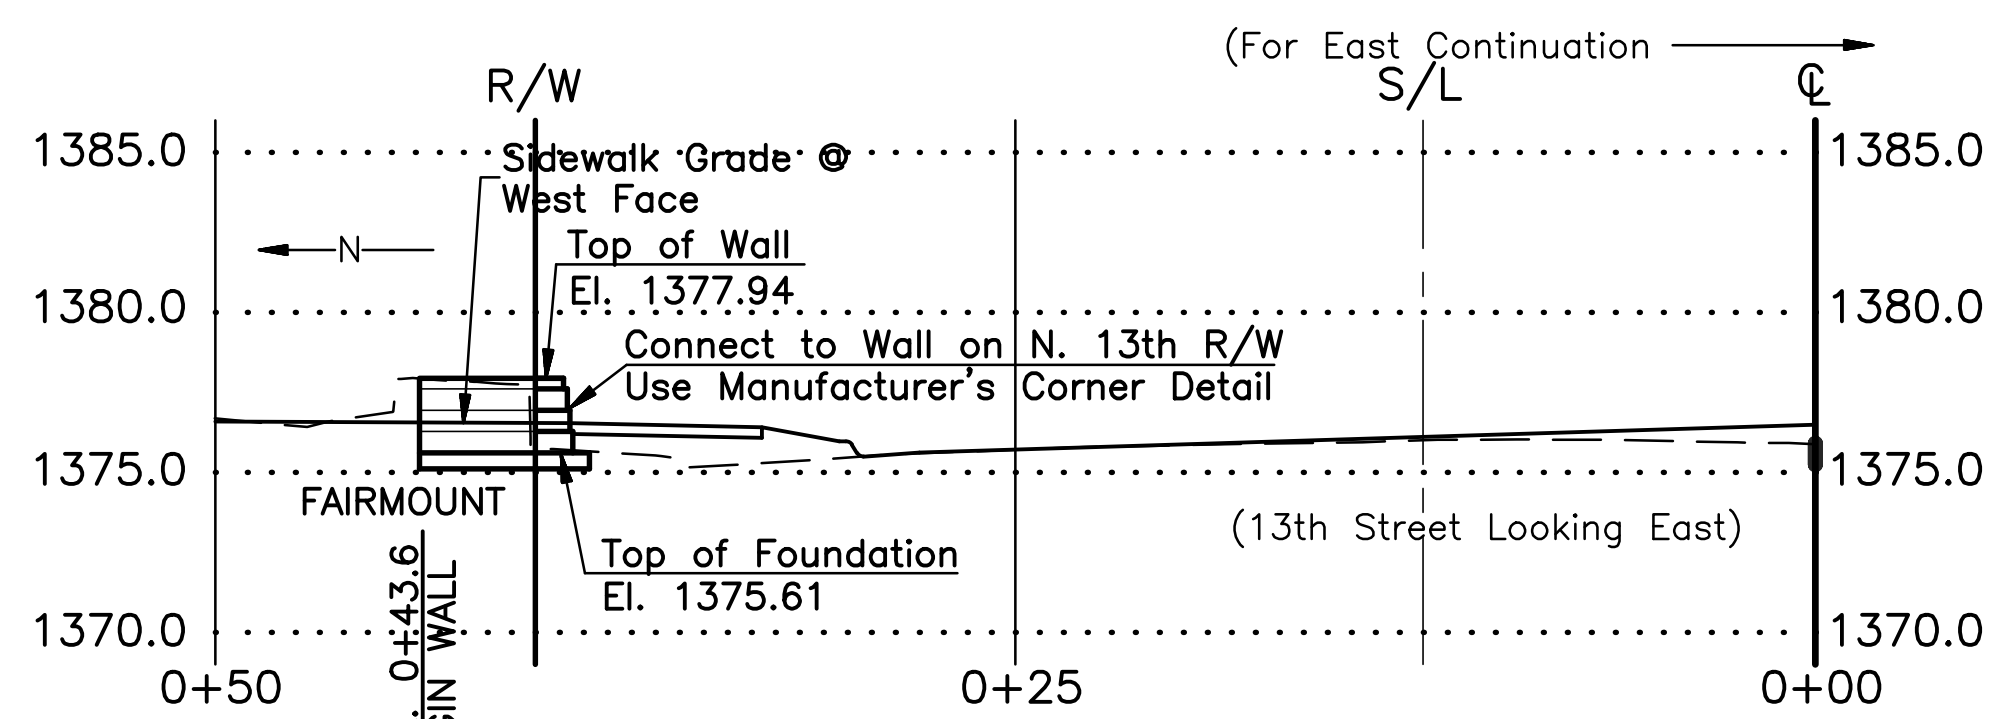 (For East Continuation
R/W
S/L
℄
1385.0
1385.0
Sidewalk Grade @
West Face
N
Top of Wall
El. 1377.94
1380.0
1380.0
Connect to Wall on N. 13th R/W
Use Manufacturer's Corner Detail
1375.0
1375.0
FAIRMOUNT
(13th Street Looking East)
Top of Foundation
El. 1375.61
0+43.6
WALL
1370.0
1370.0
0+50
0+25
0+00